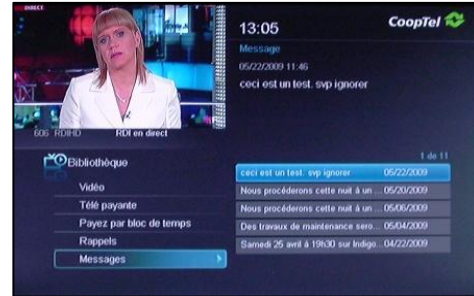 DIRECT
13:05
CoopTel
Message
05/22/2009 11:46
ceci est un test. svp ignorer
606 RDIHD RDI en direct
1 de 11
Bibliothèque
ceci est un test. svp ignorer 05/22/2009
Vidéo
Nous procéderons cette nuit à un ... 05/20/2009
Télé payante
Nous procéderons cette nuit à un ... 05/06/2009
Payez par bloc de temps
Des travaux de maintenance sero... 05/04/2009
Rappels
Samedi 25 avril à 19h30 sur Indigo... 04/22/2009
Messages